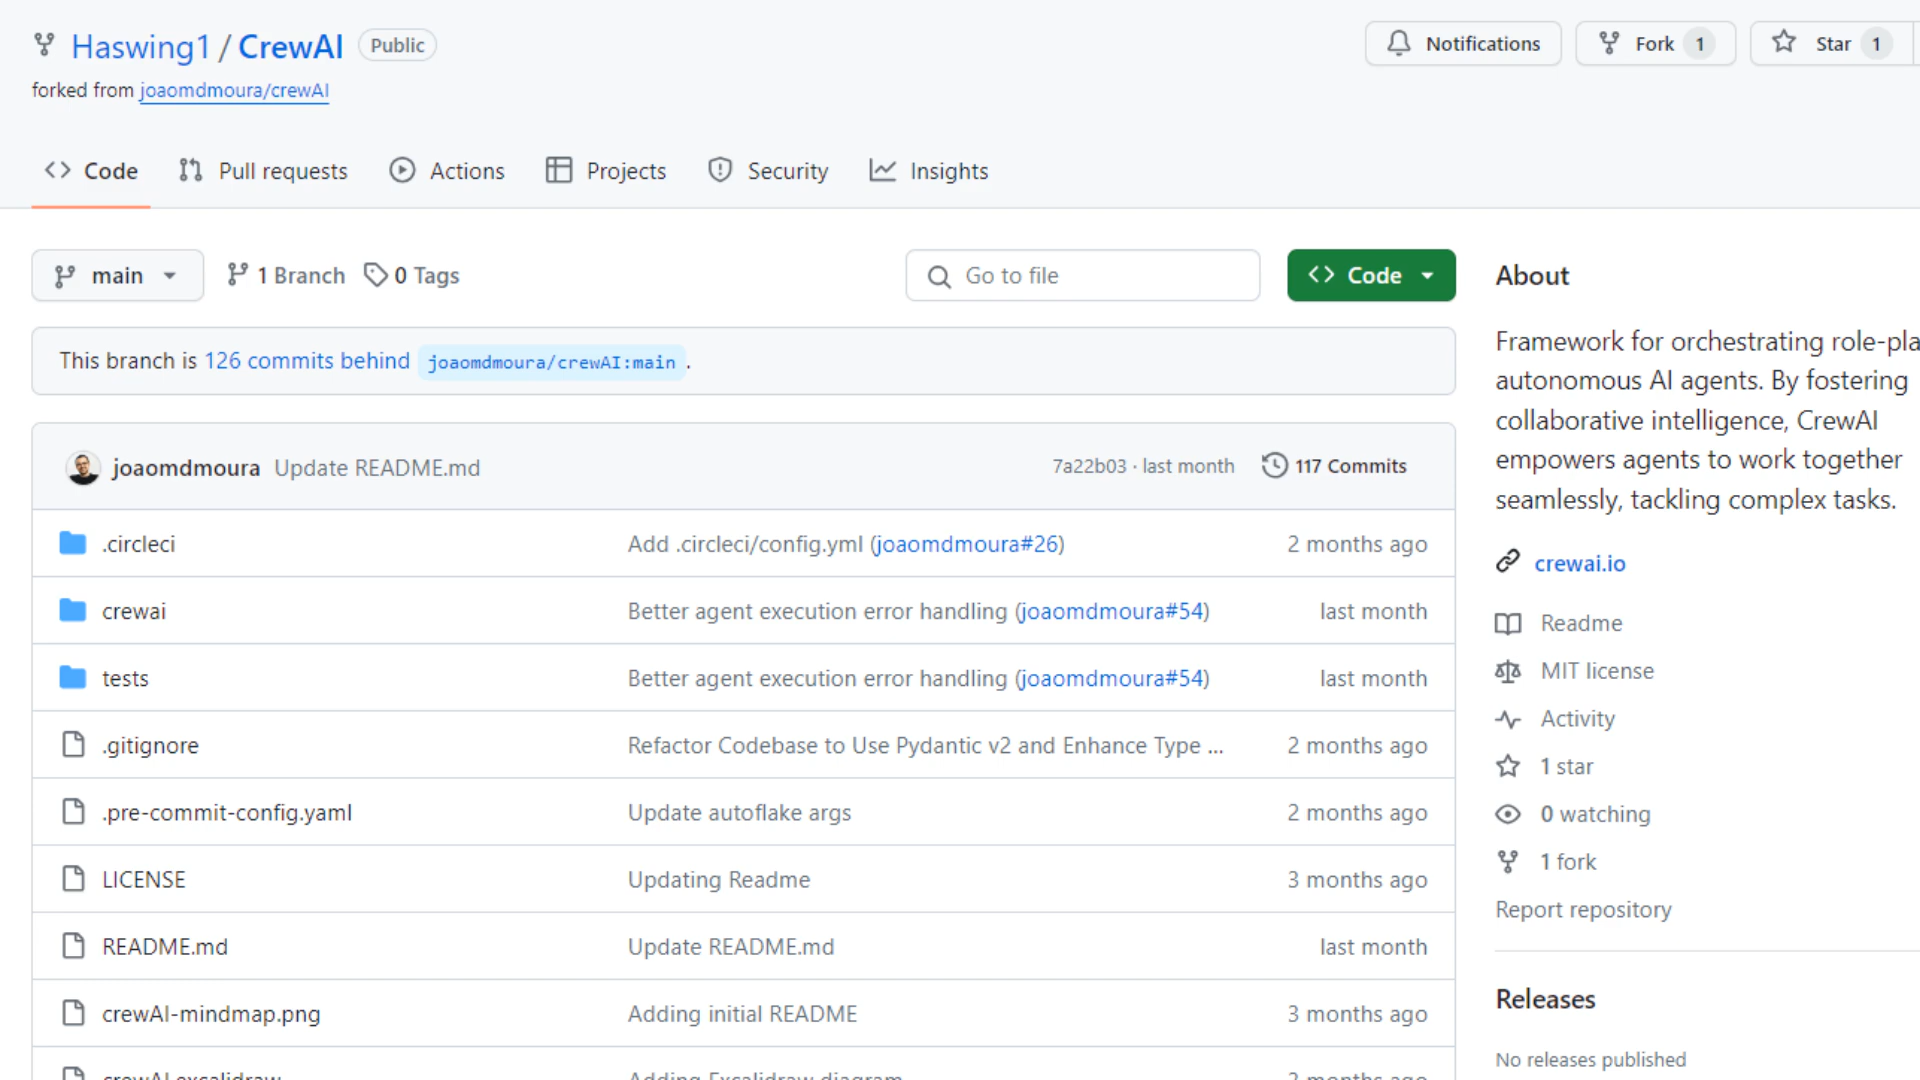 Haswing1 / CrewAI Public
Notifications Fork 1 Star 1
forked from joaomdmoura/crewAI
Code Pull requests Actions Projects Security Insights
main 1 Branch 0 Tags Go to file Code
This branch is 126 commits behind joaomdmoura/crewAI:main .
joaomdmoura Update README.md 7a22b03 · last month 117 Commits
.circleci Add .circleci/config.yml (joaomdmoura#26) 2 months ago
crewai Better agent execution error handling (joaomdmoura#54) last month
tests Better agent execution error handling (joaomdmoura#54) last month
.gitignore Refactor Codebase to Use Pydantic v2 and Enhance Type ... 2 months ago
.pre-commit-config.yaml Update autoflake args 2 months ago
LICENSE Updating Readme 3 months ago
README.md Update README.md last month
crewAI-mindmap.png Adding initial README 3 months ago
crewAI.excalidraw Adding Excalidraw diagram months ago
About
Framework for orchestrating role-pla
autonomous AI agents. By fostering
collaborative intelligence, CrewAI
empowers agents to work together
seamlessly, tackling complex tasks.
crewai.io
Readme
MIT license
Activity
1 star
0 watching
1 fork
Report repository
Releases
No releases published